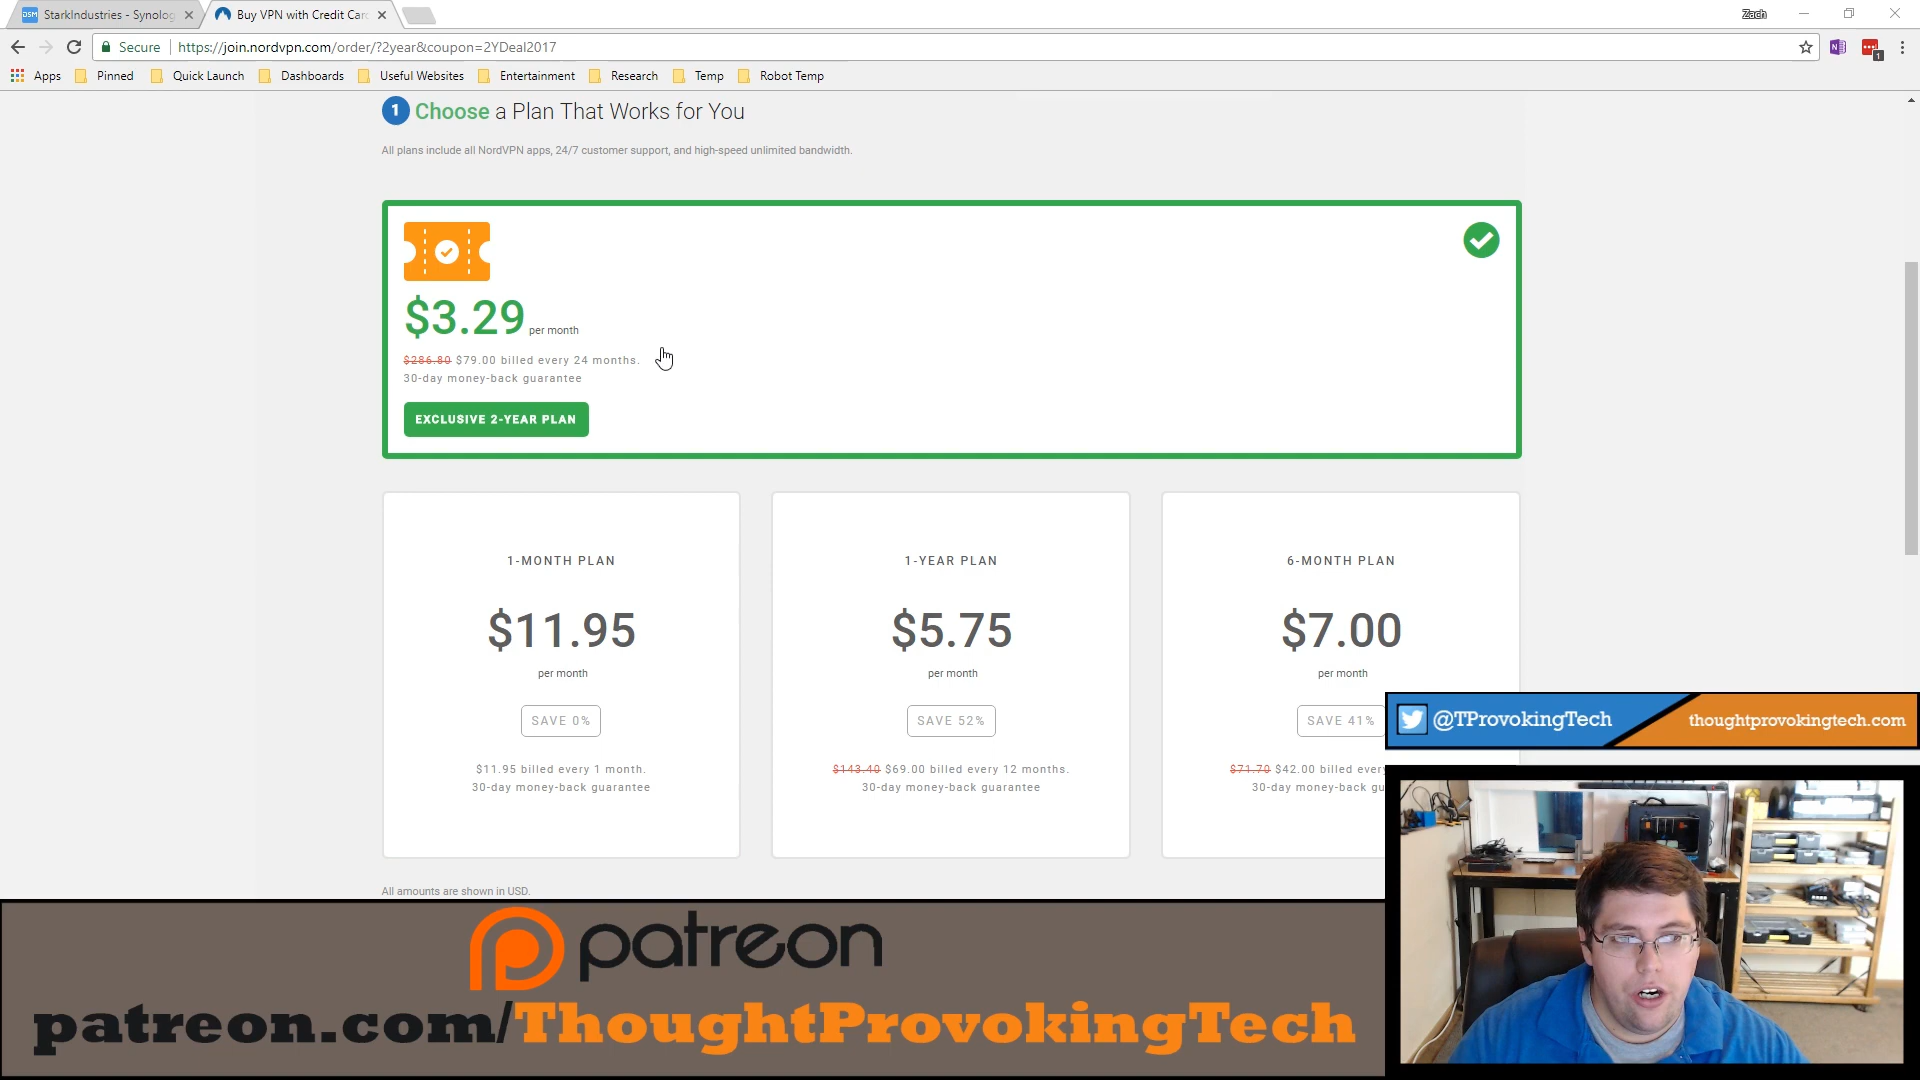 StarkIndustries - Synolog
Buy VPN with Credit Car
Zach
Secure
https://join.nordvpn.com/order/?2year&coupon=2YDeal2017
Apps
Pinned
Quick Launch
Dashboards
Useful Websites
Entertainment
Research
Temp
Robot Temp
1 Choose a Plan That Works for You
All plans include all NordVPN apps, 24/7 customer support, and high-speed unlimited bandwidth.
$3.29 per month
$286.80 $79.00 billed every 24 months.
30-day money-back guarantee
EXCLUSIVE 2-YEAR PLAN
1-MONTH PLAN
$11.95
per month
SAVE 0%
$11.95 billed every 1 month.
30-day money-back guarantee
1-YEAR PLAN
$5.75
per month
SAVE 52%
$143.40 $69.00 billed every 12 months.
30-day money-back guarantee
6-MONTH PLAN
$7.00
per month
SAVE 41%
$71.70 $42.00 billed ever
30-day money-back gu
All amounts are shown in USD.
@TProvokingTech
thoughtprovokingtech.com
patreon
patreon.com/ThoughtProvokingTech